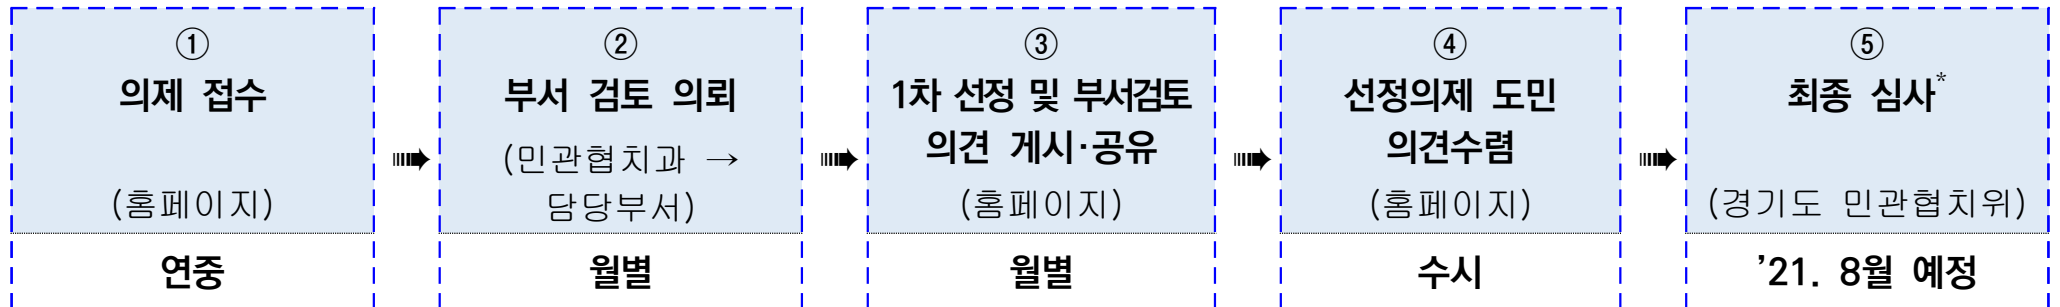 ①
의제 접수
(홈페이지)
연중
②
부서 검토 의뢰
(민관협치과 →
담당부서)
월별
③
1차 선정 및 부서검토
의견 게시·공유
(홈페이지)
월별
④
선정의제 도민
의견수렴
(홈페이지)
수시
⑤
최종 심사*
(경기도 민관협치위)
’21. 8월 예정